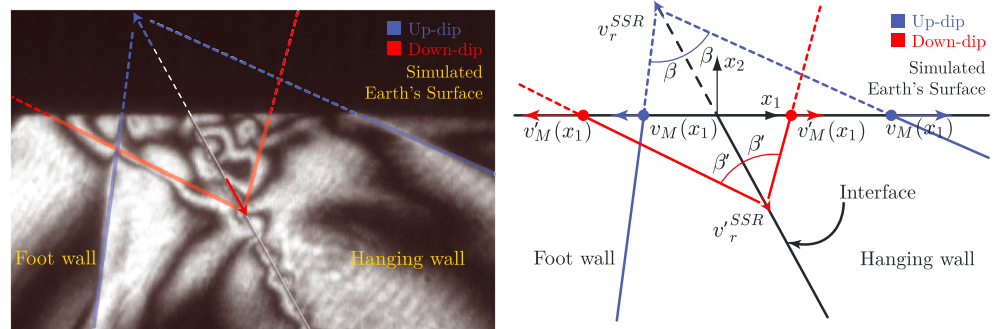 Up-dip
Down-dip
Simulated
Earth's Surface
Foot wall
Hanging wall
v_r^{SSR}
β
β
x_2
Up-dip
Down-dip
Simulated
Earth's Surface
x_1
v'_M(x_1)
v_M(x_1)
v'_M(x_1)
v_M(x_1)
β'
β'
v'_r^{SSR}
Interface
Foot wall
Hanging wall